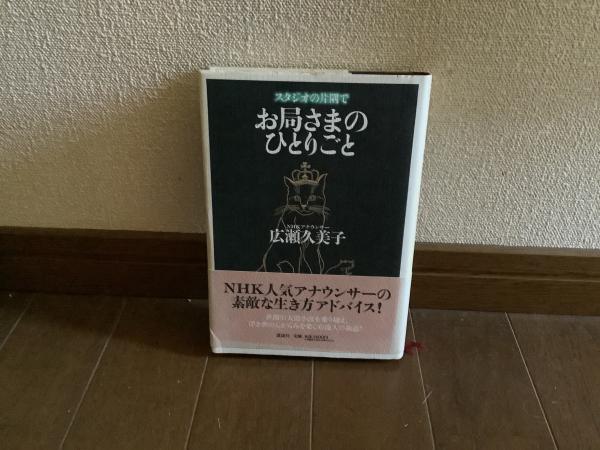 スタジオの片隅で
お局さまの
ひとりごと
NHKアナウンサー
広瀬久美子
NHK人気アナウンサーの
素敵な生き方アドバイス!